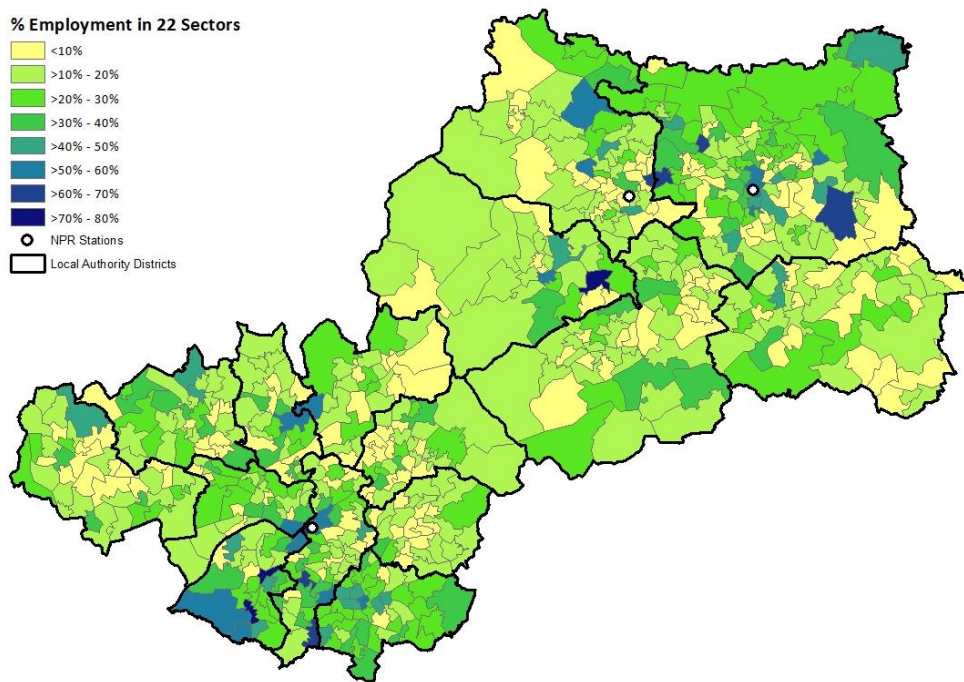 % Employment in 22 Sectors
<10%
>10% - 20%
>20% - 30%
>30% - 40%
>40% - 50%
>50% - 60%
>60% - 70%
>70% - 80%
NPR Stations
Local Authority Districts